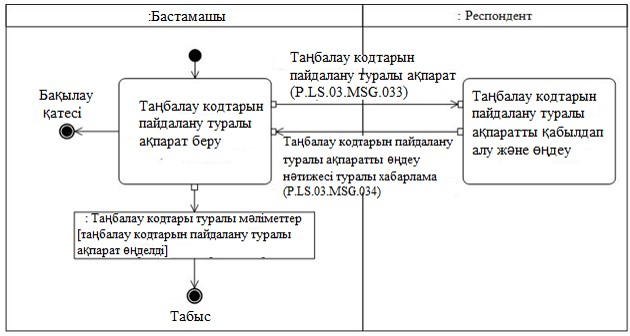 :Бастамашы
: Респондент
Таңбалау кодтарын
пайдалану туралы ақпарат
(P.LS.03.MSG.033)
Бақылау
қатесі
Таңбалау кодтарын
пайдалану туралы
ақпарат беру
Таңбалау кодтарын
пайдалану туралы
ақпаратты қабылдап
алу және өңдеу
Таңбалау кодтарын пайдалану
туралы ақпаратты өңдеу
нәтижесі туралы хабарлама
(P.LS.03.MSG.034)
: Таңбалау кодтары туралы мәліметтер
[таңбалау кодтарын пайдалану туралы
ақпарат өңделді]
Табыс